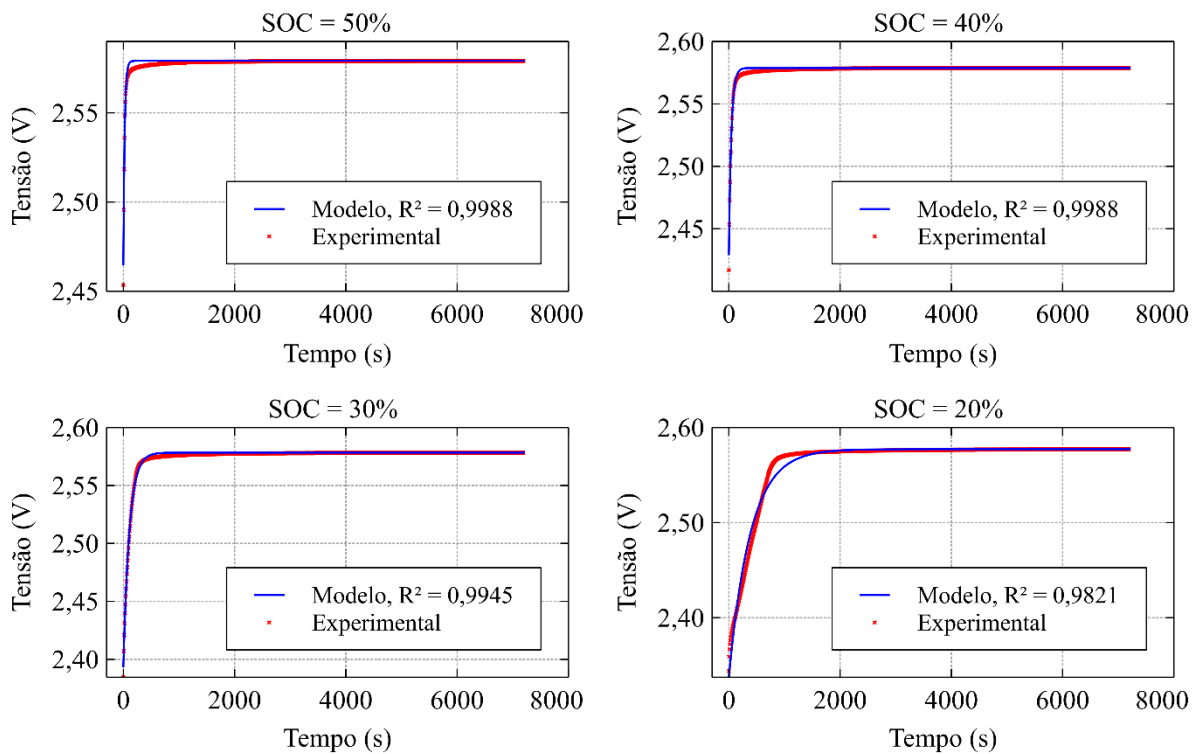 SOC = 50%
Tensão (V)
2,55
2,50
2,45
0
2000
4000
6000
8000
Tempo (s)
Modelo, R² = 0,9988
Experimental
SOC = 40%
Tensão (V)
2,60
2,55
2,50
2,45
0
2000
4000
6000
8000
Tempo (s)
Modelo, R² = 0,9988
Experimental
SOC = 30%
Tensão (V)
2,60
2,55
2,50
2,45
2,40
0
2000
4000
6000
8000
Tempo (s)
Modelo, R² = 0,9945
Experimental
SOC = 20%
Tensão (V)
2,60
2,50
2,40
0
2000
4000
6000
8000
Tempo (s)
Modelo, R² = 0,9821
Experimental